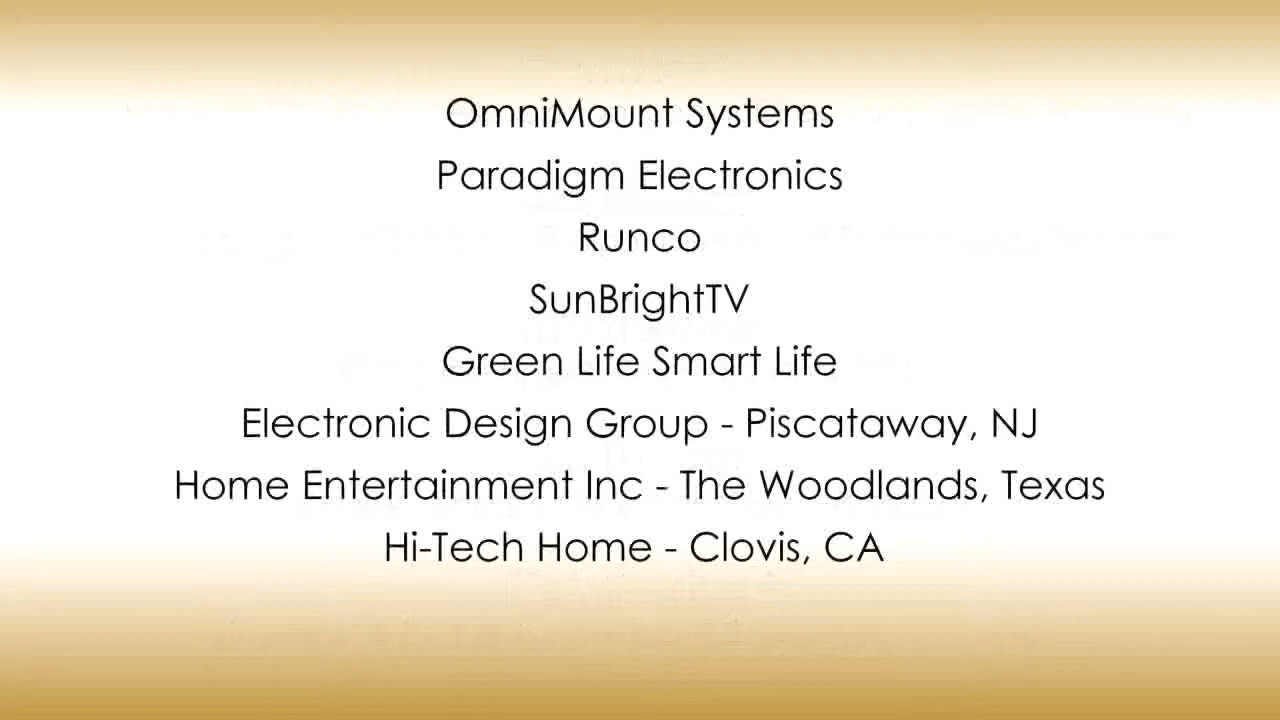 OmniMount Systems
Paradigm Electronics
Runco
SunBrightTV
Green Life Smart Life
Electronic Design Group - Piscataway, NJ
Home Entertainment Inc - The Woodlands, Texas
Hi-Tech Home - Clovis, CA